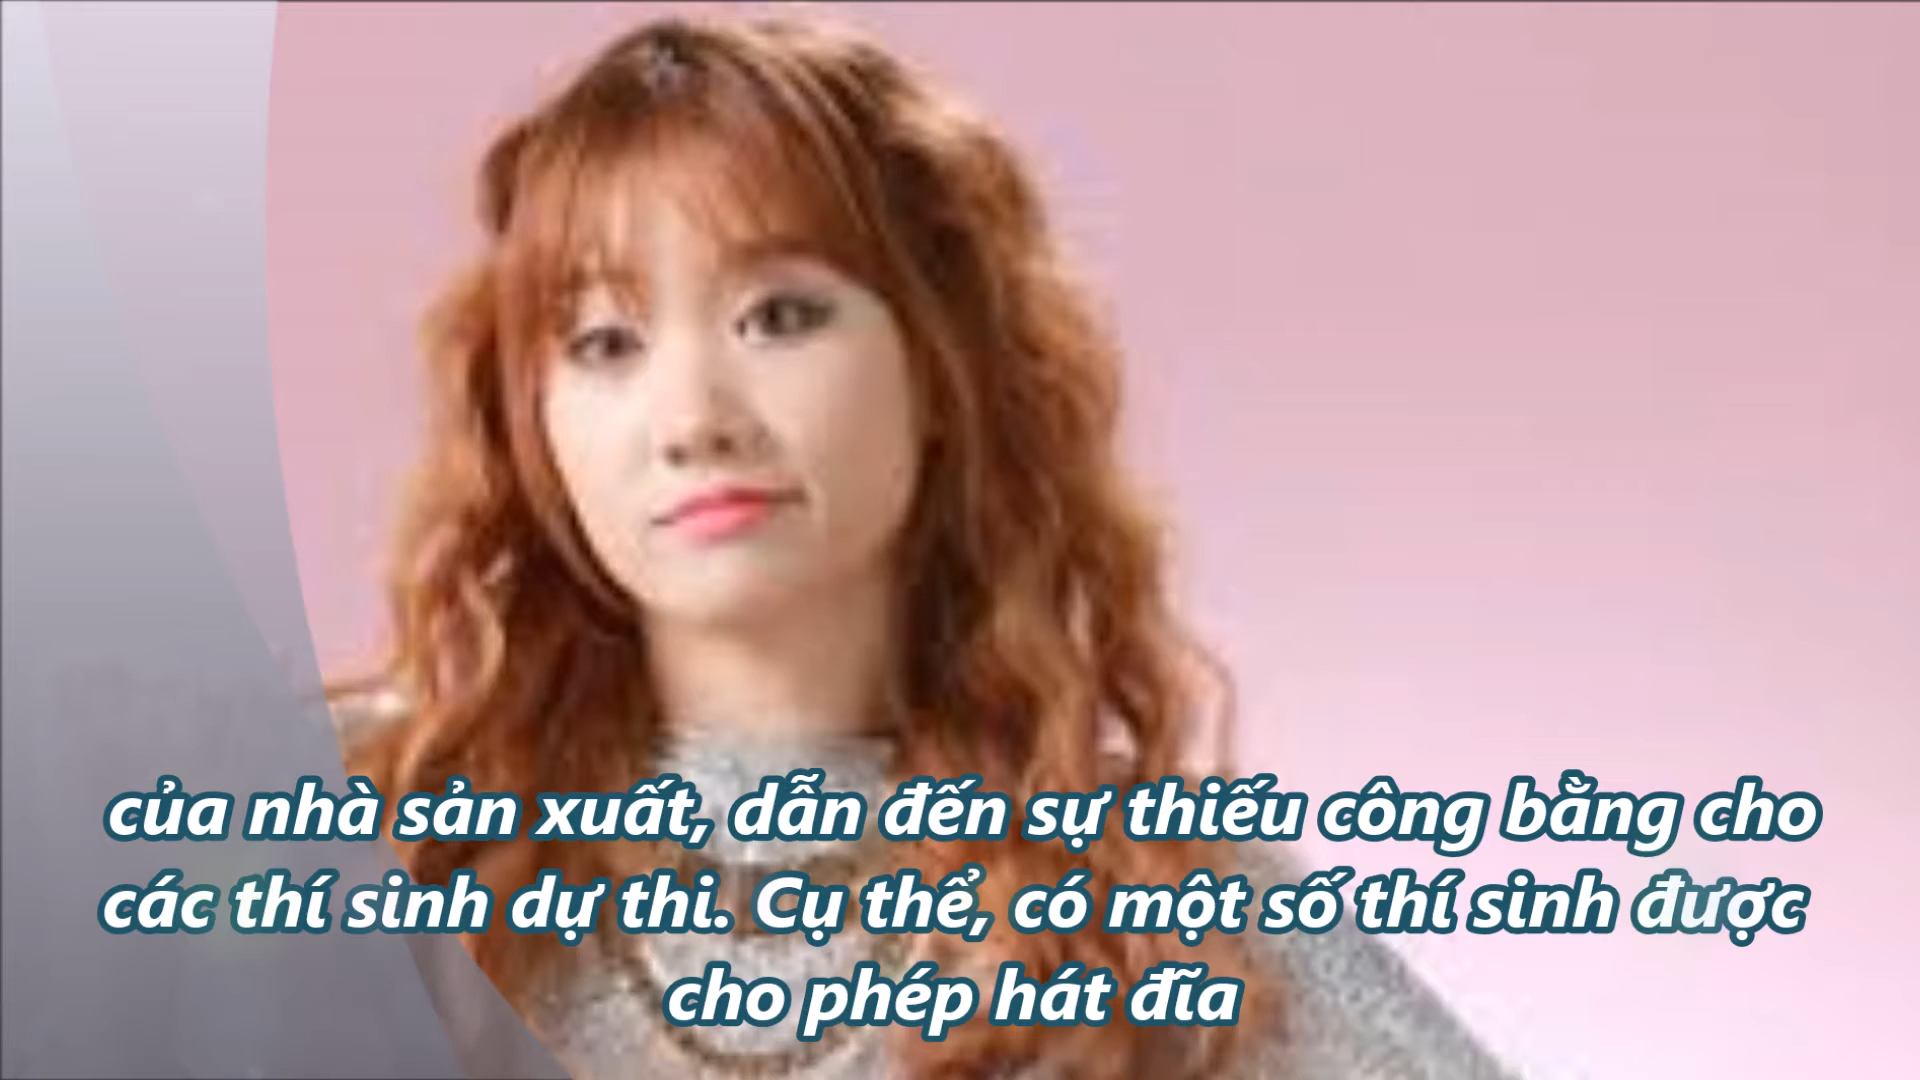 của nhà sản xuất, dẫn đến sự thiếu công bằng cho
các thí sinh dự thi. Cụ thể, có một số thí sinh được
cho phép hát đĩa